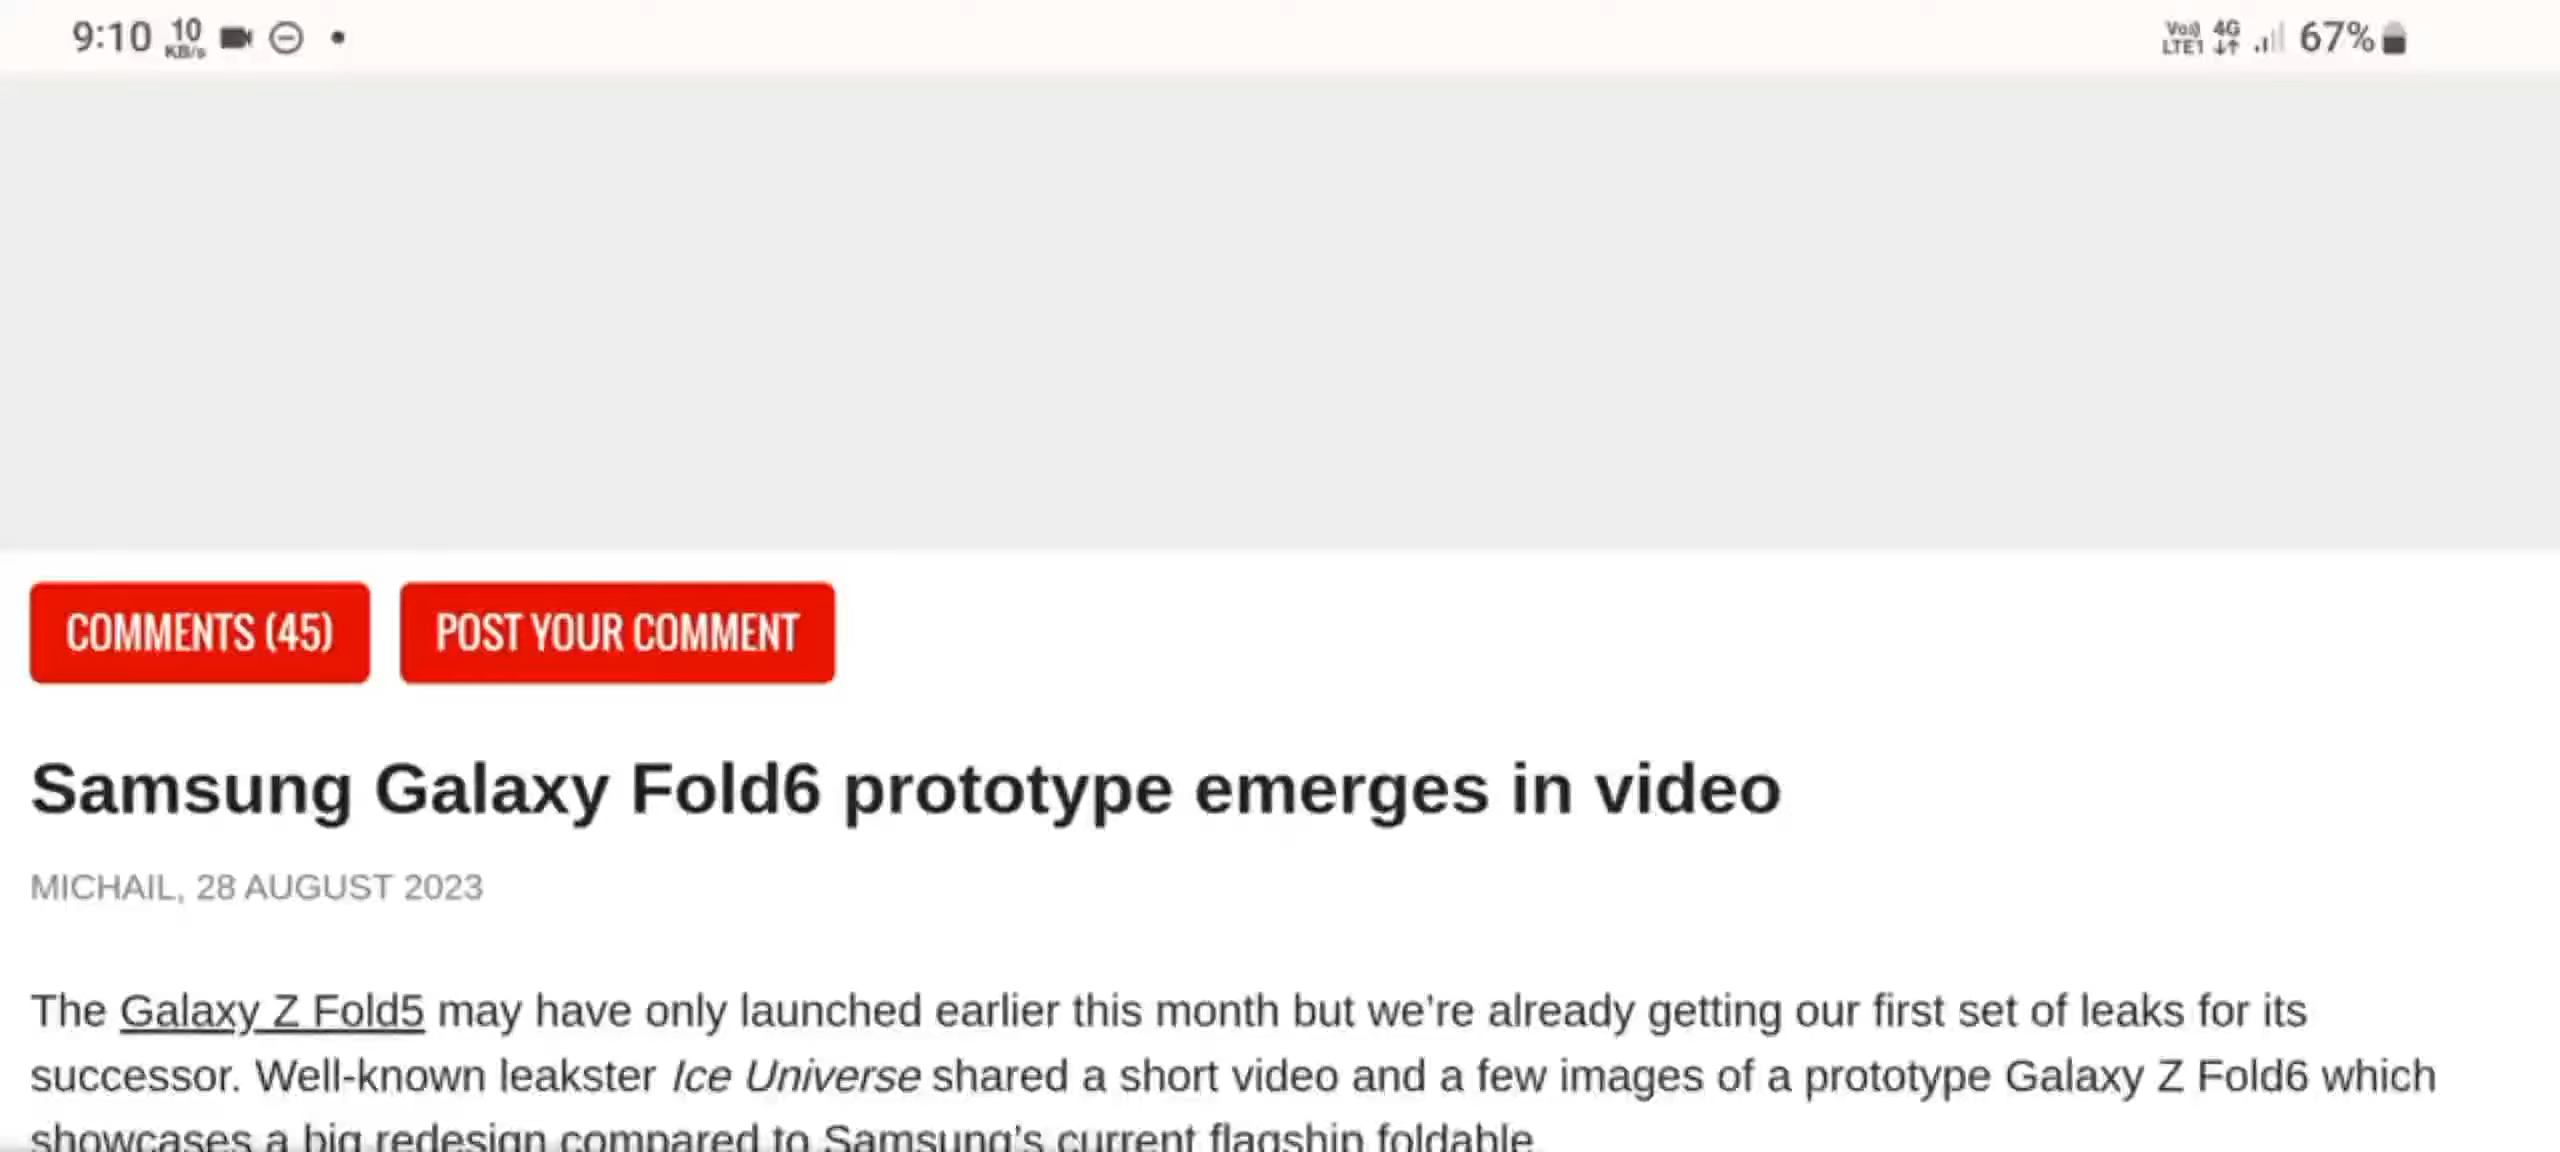 9:10 10 KB/s Vo)) LTE1 4G 67%
COMMENTS (45) POST YOUR COMMENT
Samsung Galaxy Fold6 prototype emerges in video
MICHAIL, 28 AUGUST 2023
The Galaxy Z Fold5 may have only launched earlier this month but we're already getting our first set of leaks for its
successor. Well-known leakster Ice Universe shared a short video and a few images of a prototype Galaxy Z Fold6 which
showcases a big redesign compared to Samsung's current flagship foldable.